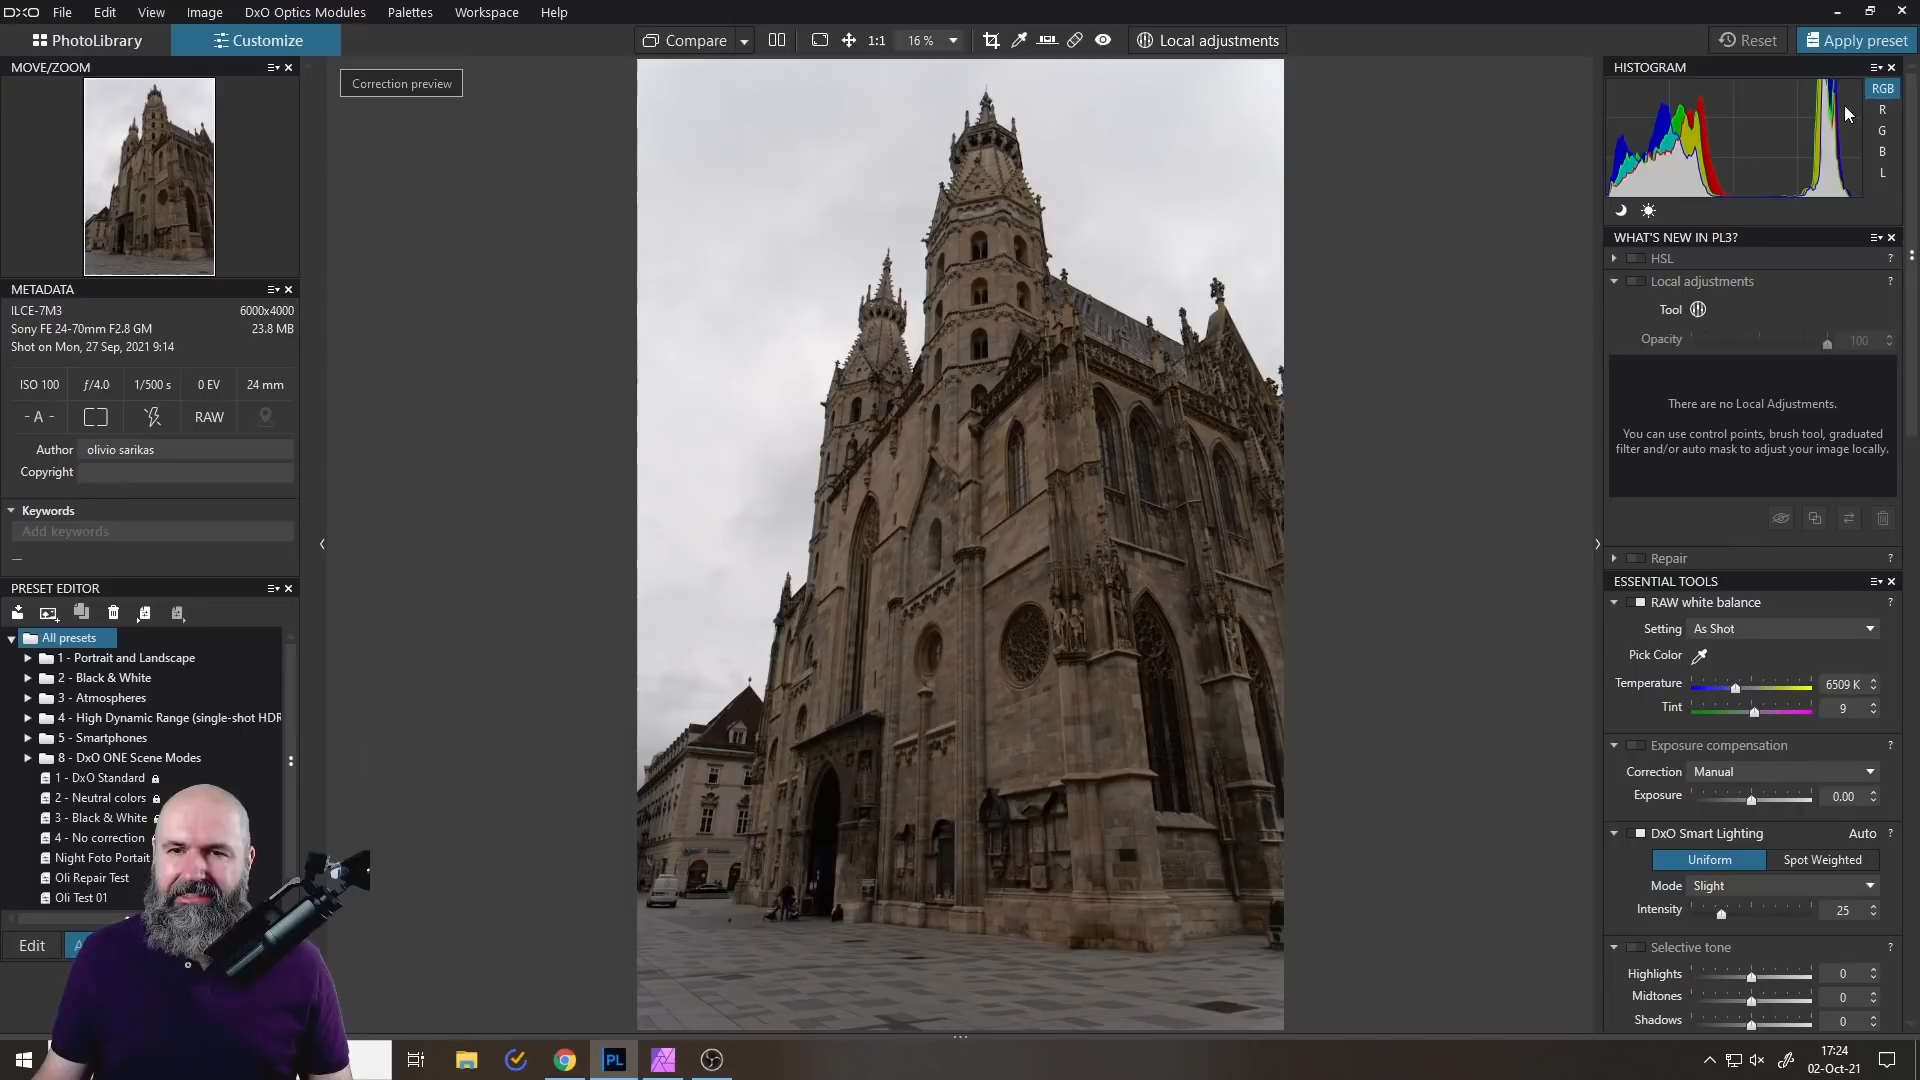 DXO File Edit View Image DxO Optics Modules Palettes Workspace Help
PhotoLibrary Customize Compare 1:1 16 % Local adjustments Reset Apply preset
MOVE/ZOOM
Correction preview
METADATA
ILCE-7M3 6000x4000
Sony FE 24-70mm F2.8 GM 23.8 MB
Shot on Mon, 27 Sep, 2021 9:14
ISO 100 ƒ/4.0 1/500 s 0 EV 24 mm
- A - RAW
Author olivio sarikas
Copyright
Keywords
Add keywords
PRESET EDITOR
All presets
1 - Portrait and Landscape
2 - Black & White
3 - Atmospheres
4 - High Dynamic Range (single-shot HDR
5 - Smartphones
8 - DxO ONE Scene Modes
1 - DxO Standard
2 - Neutral colors
3 - Black & White
4 - No correction
Night Foto Portait
Oli Repair Test
Oli Test 01
Edit
HISTOGRAM
RGB
R
G
B
L
WHAT'S NEW IN PL3?
HSL ?
Local adjustments ?
Tool
Opacity 100
There are no Local Adjustments.
You can use control points, brush tool, graduated
filter and/or auto mask to adjust your image locally.
Repair ?
ESSENTIAL TOOLS
RAW white balance ?
Setting As Shot
Pick Color
Temperature 6509 K
Tint 9
Exposure compensation ?
Correction Manual
Exposure 0.00
DxO Smart Lighting Auto ?
Uniform Spot Weighted
Mode Slight
Intensity 25
Selective tone ?
Highlights 0
Midtones 0
Shadows 0
PL
17:24
02-Oct-21